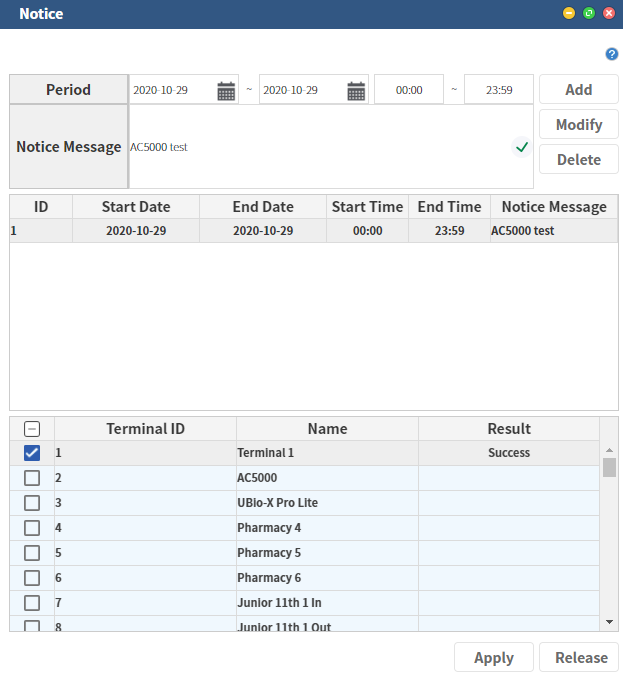 Notice
Period 2020-10-29 ~ 2020-10-29 00:00 ~ 23:59 Add
Modify
Notice Message AC5000 test
Delete
ID Start Date End Date Start Time End Time Notice Message
1 2020-10-29 2020-10-29 00:00 23:59 AC5000 test
Terminal ID Name Result
1 Terminal 1 Success
2 AC5000
3 UBio-X Pro Lite
4 Pharmacy 4
5 Pharmacy 5
6 Pharmacy 6
7 Junior 11th 1 In
8 Junior 11th 1 Out
Apply Release